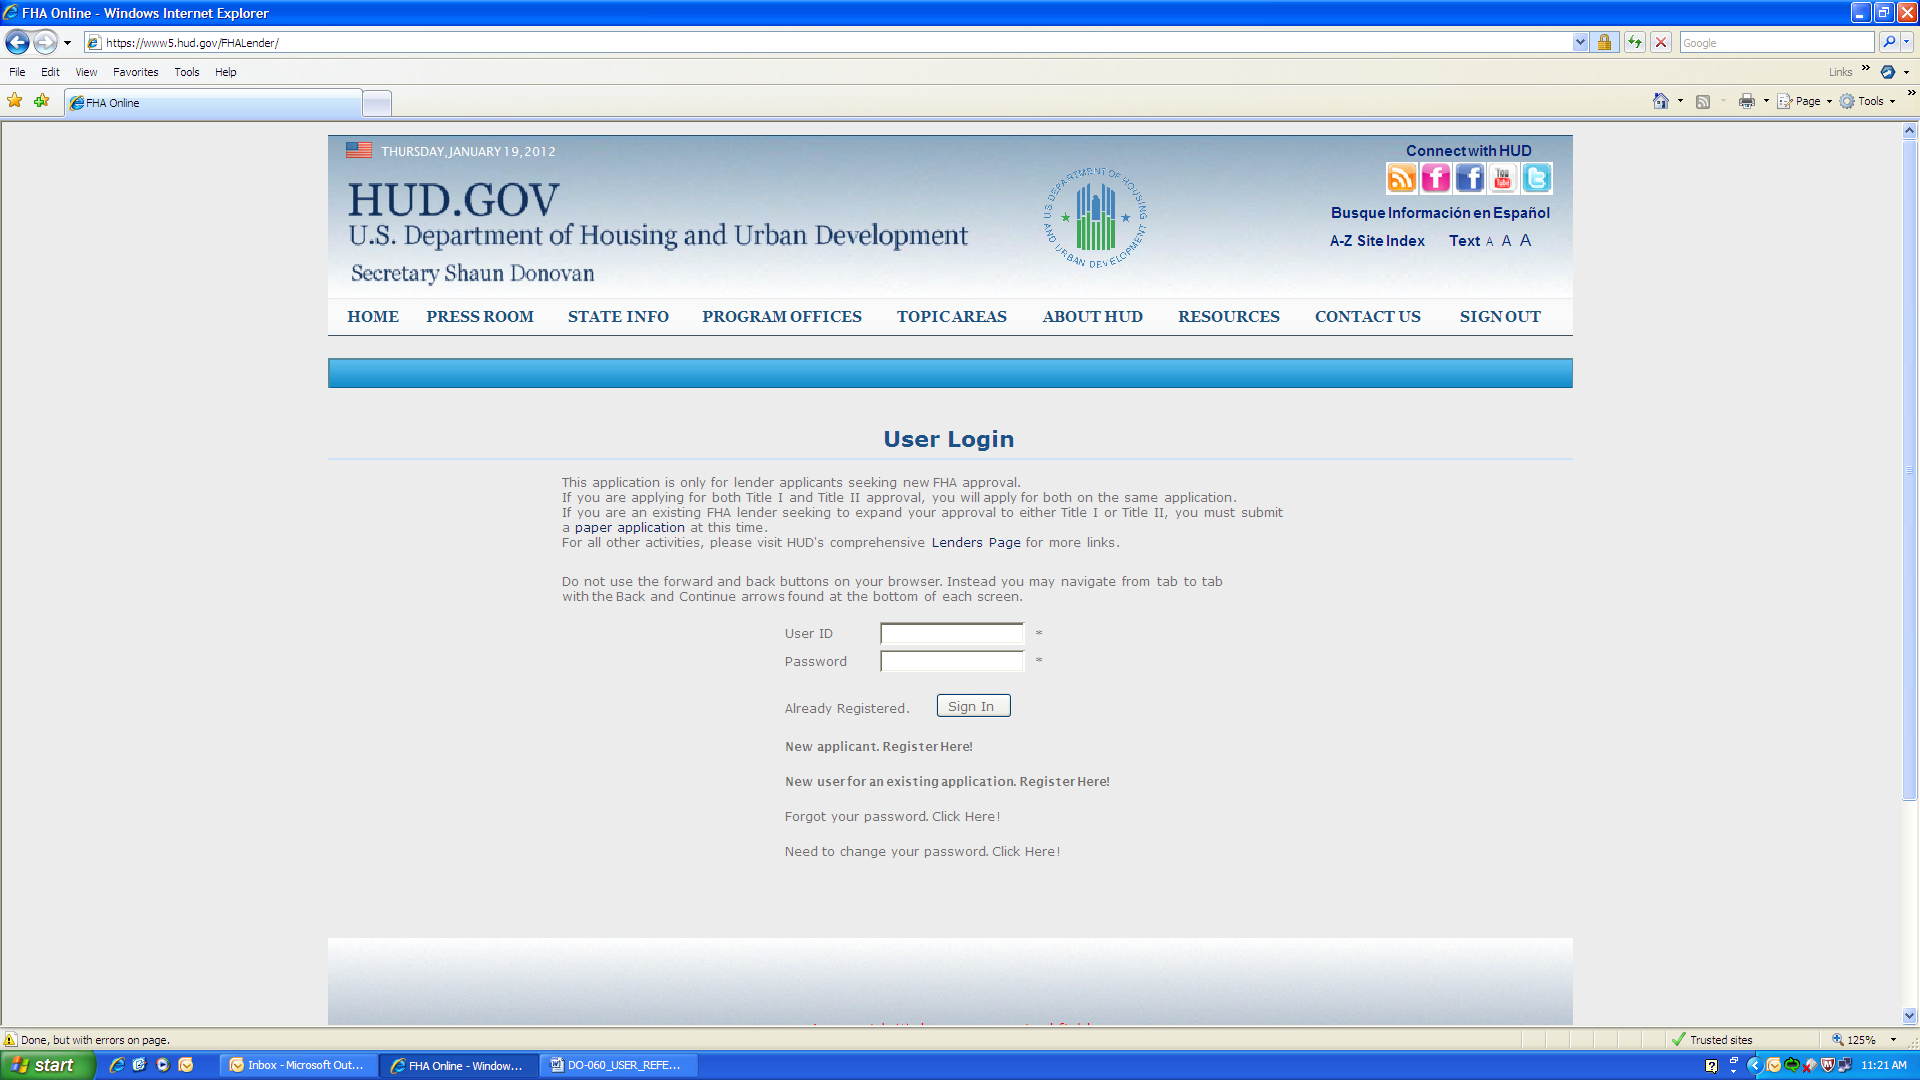 FHA Online - Windows Internet Explorer
https://www5.hud.gov/FHALender/
Google
File Edit View Favorites Tools Help
Links »
FHA Online
Page Tools »
THURSDAY, JANUARY 19, 2012
Connect with HUD
HUD.GOV
U.S. Department of Housing and Urban Development
Secretary Shaun Donovan
U.S. DEPARTMENT OF HOUSING AND URBAN DEVELOPMENT
You Tube
Busque Información en Español
A-Z Site Index Text A A A
HOME PRESS ROOM STATE INFO PROGRAM OFFICES TOPIC AREAS ABOUT HUD RESOURCES CONTACT US SIGN OUT
User Login
This application is only for lender applicants seeking new FHA approval.
If you are applying for both Title I and Title II approval, you will apply for both on the same application.
If you are an existing FHA lender seeking to expand your approval to either Title I or Title II, you must submit
a paper application at this time.
For all other activities, please visit HUD's comprehensive Lenders Page for more links.
Do not use the forward and back buttons on your browser. Instead you may navigate from tab to tab
with the Back and Continue arrows found at the bottom of each screen.
User ID *
Password *
Already Registered. Sign In
New applicant. Register Here!
New user for an existing application. Register Here!
Forgot your password. Click Here!
Need to change your password. Click Here!
Done, but with errors on page.
Trusted sites
125%
start
Inbox - Microsoft Out...
FHA Online - Window...
DO-060_USER_REFE...
11:21 AM